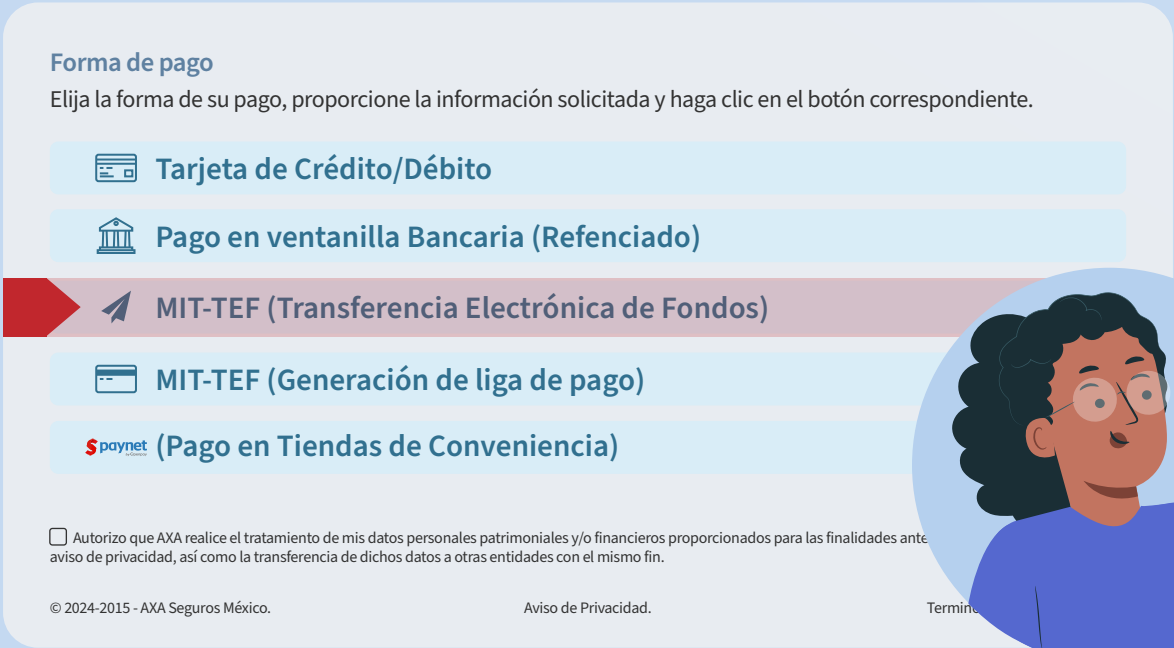 Forma de pago
Elija la forma de su pago, proporcione la información solicitada y haga clic en el botón correspondiente.
Tarjeta de Crédito/Débito
Pago en ventanilla Bancaria (Refenciado)
MIT-TEF (Transferencia Electrónica de Fondos)
MIT-TEF (Generación de liga de pago)
paynet (Pago en Tiendas de Conveniencia)
Autorizo que AXA realice el tratamiento de mis datos personales patrimoniales y/o financieros proporcionados para las finalidades
aviso de privacidad, así como la transferencia de dichos datos a otras entidades con el mismo fin.
© 2024-2015 - AXA Seguros México. Aviso de Privacidad.